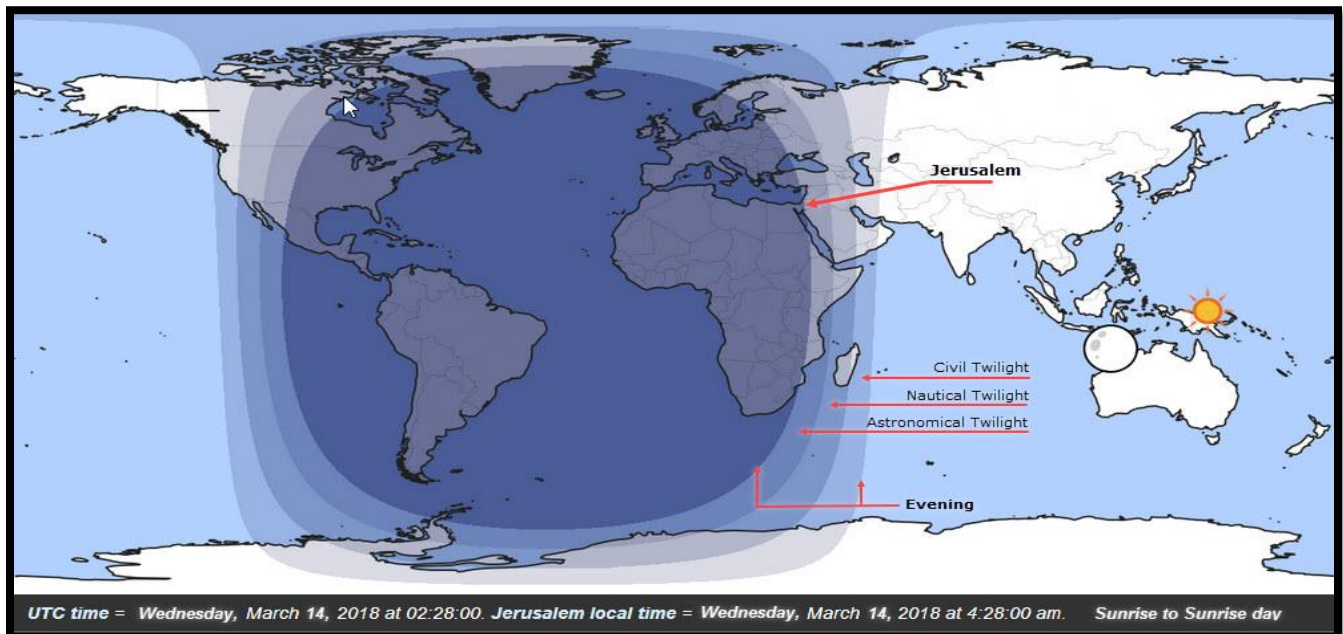 Jerusalem
Civil Twilight
Nautical Twilight
Astronomical Twilight
Evening
UTC time = Wednesday, March 14, 2018 at 02:28:00. Jerusalem local time = Wednesday, March 14, 2018 at 4:28:00 am. Sunrise to Sunrise day